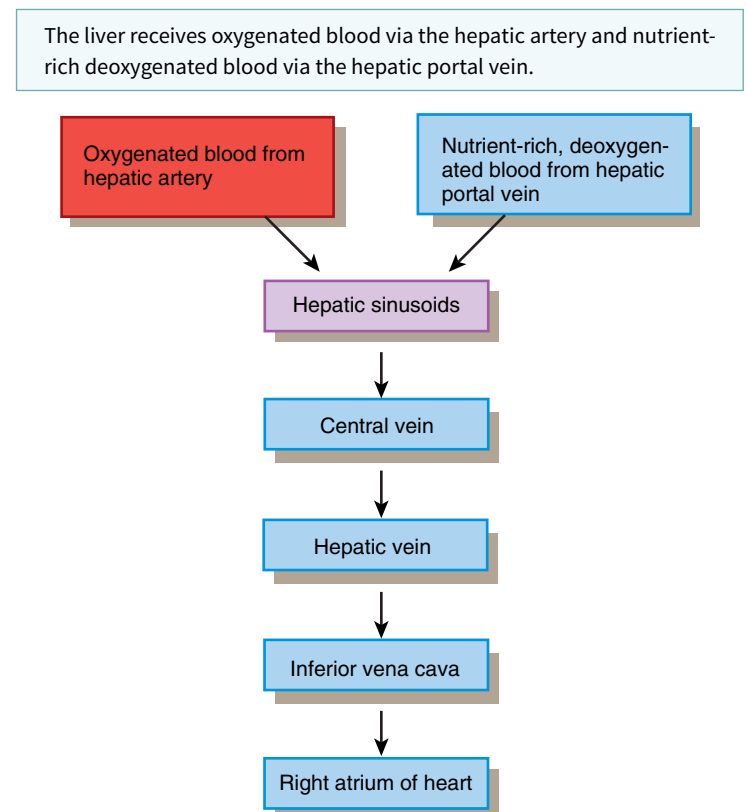 The liver receives oxygenated blood via the hepatic artery and nutrient-
rich deoxygenated blood via the hepatic portal vein.
Oxygenated blood from
hepatic artery
Nutrient-rich, deoxygen-
ated blood from hepatic
portal vein
Hepatic sinusoids
Central vein
Hepatic vein
Inferior vena cava
Right atrium of heart